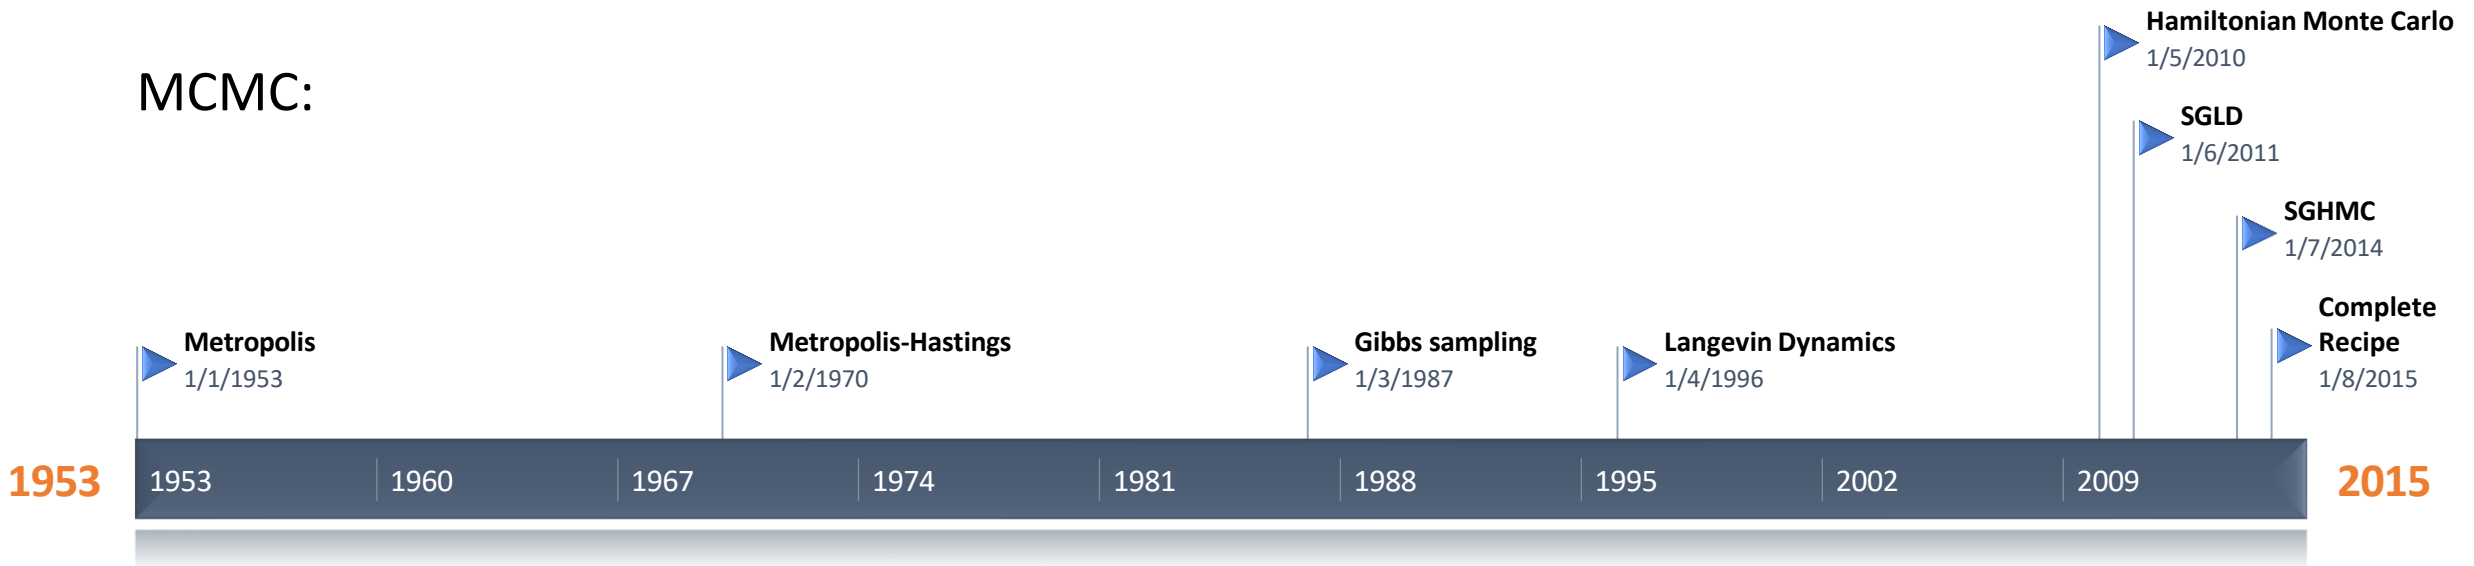 MCMC:
Hamiltonian Monte Carlo
1/5/2010
SGLD
1/6/2011
SGHMC
1/7/2014
Complete
Recipe
1/8/2015
Metropolis
1/1/1953
Metropolis-Hastings
1/2/1970
Gibbs sampling
1/3/1987
Langevin Dynamics
1/4/1996
1953
1953
1960
1967
1974
1981
1988
1995
2002
2009
2015